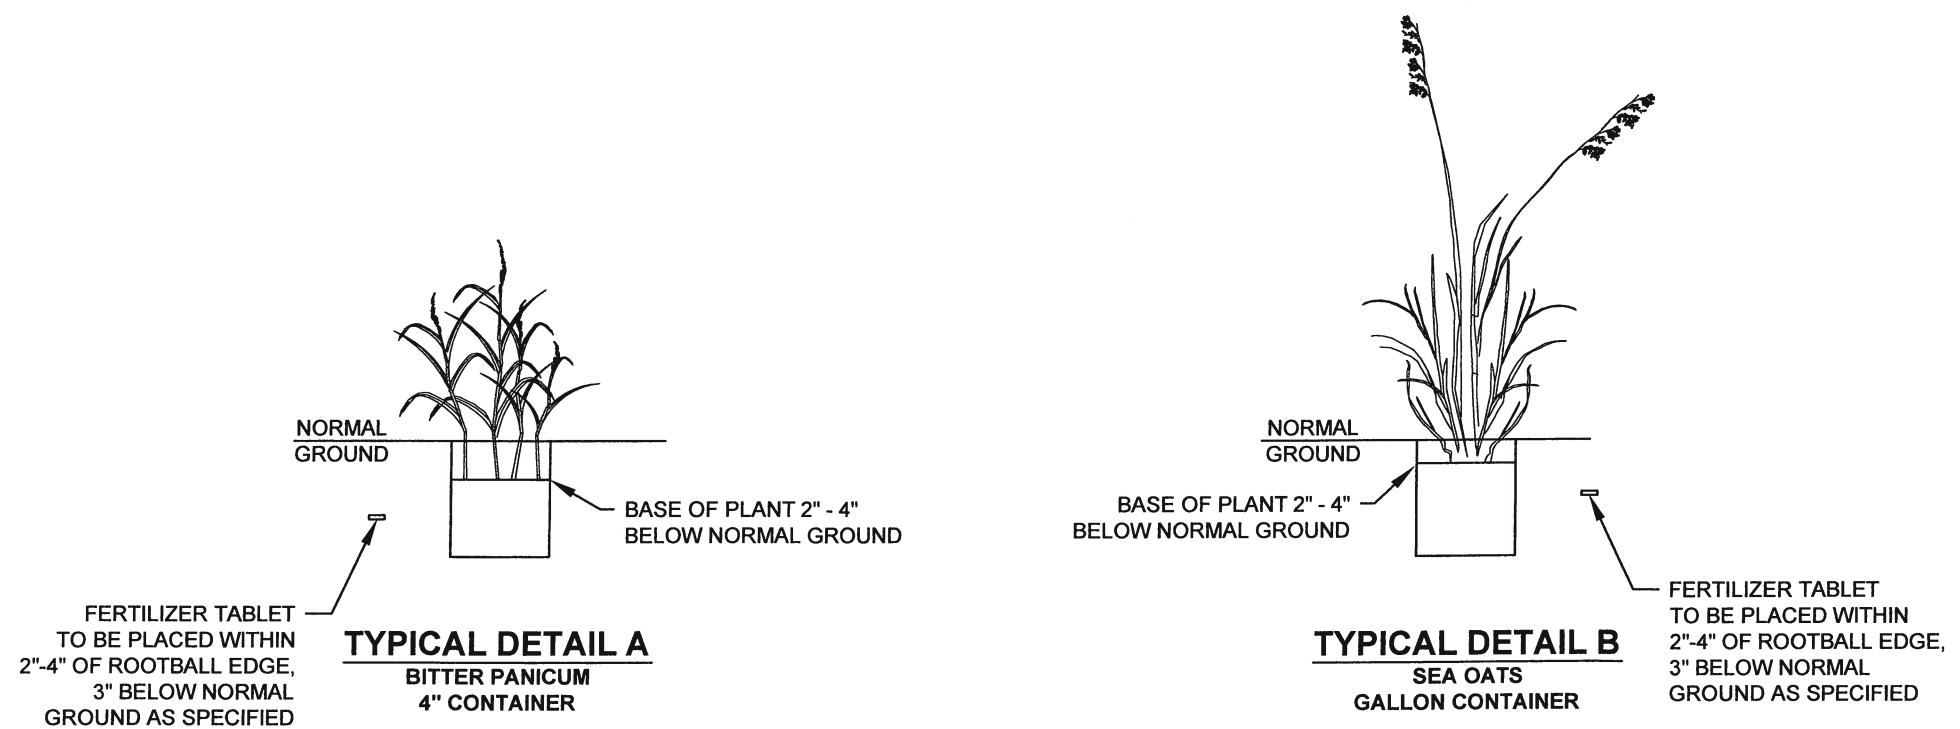 NORMAL
GROUND
BASE OF PLANT 2" - 4"
BELOW NORMAL GROUND
FERTILIZER TABLET
TO BE PLACED WITHIN
2"-4" OF ROOTBALL EDGE,
3" BELOW NORMAL
GROUND AS SPECIFIED
TYPICAL DETAIL A
BITTER PANICUM
4" CONTAINER
NORMAL
GROUND
BASE OF PLANT 2" - 4"
BELOW NORMAL GROUND
FERTILIZER TABLET
TO BE PLACED WITHIN
2"-4" OF ROOTBALL EDGE,
3" BELOW NORMAL
GROUND AS SPECIFIED
TYPICAL DETAIL B
SEA OATS
GALLON CONTAINER